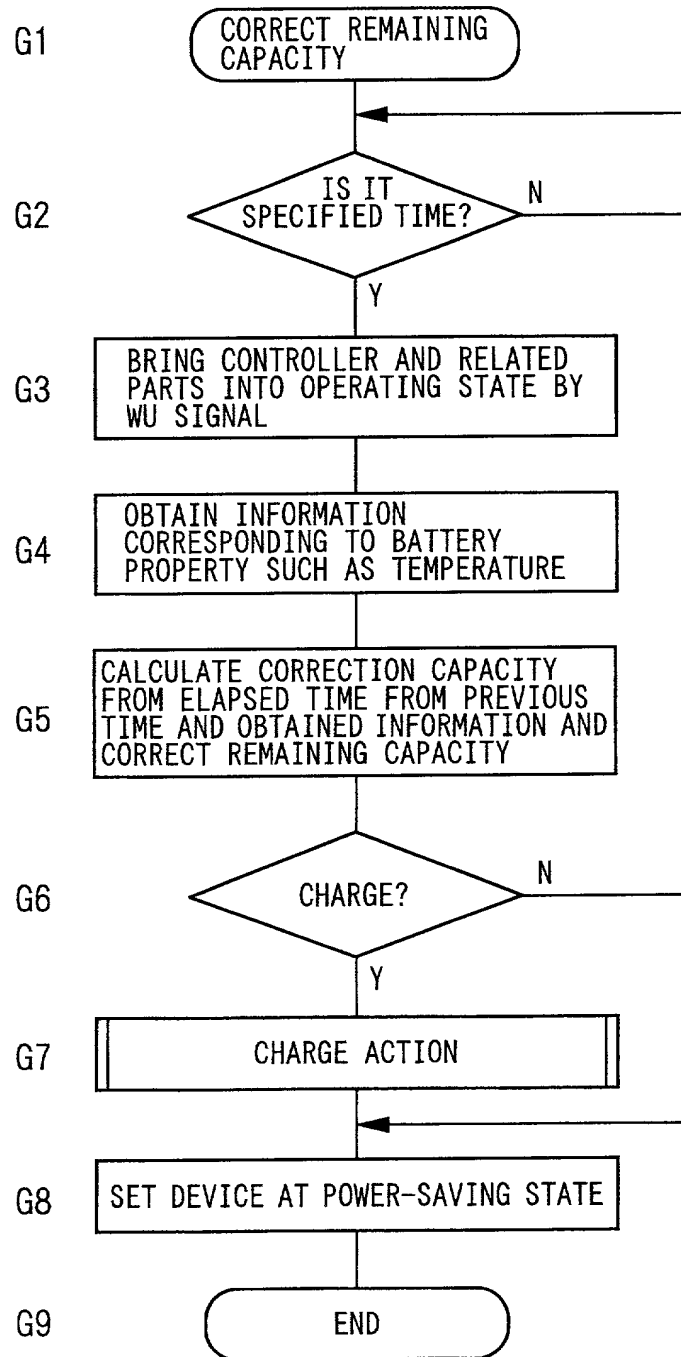 G1
CORRECT REMAINING
CAPACITY
G2
IS IT
SPECIFIED TIME?
N
Y
G3
BRING CONTROLLER AND RELATED
PARTS INTO OPERATING STATE BY
WU SIGNAL
G4
OBTAIN INFORMATION
CORRESPONDING TO BATTERY
PROPERTY SUCH AS TEMPERATURE
G5
CALCULATE CORRECTION CAPACITY
FROM ELAPSED TIME FROM PREVIOUS
TIME AND OBTAINED INFORMATION AND
CORRECT REMAINING CAPACITY
G6
CHARGE?
N
Y
G7
CHARGE ACTION
G8
SET DEVICE AT POWER-SAVING STATE
G9
END